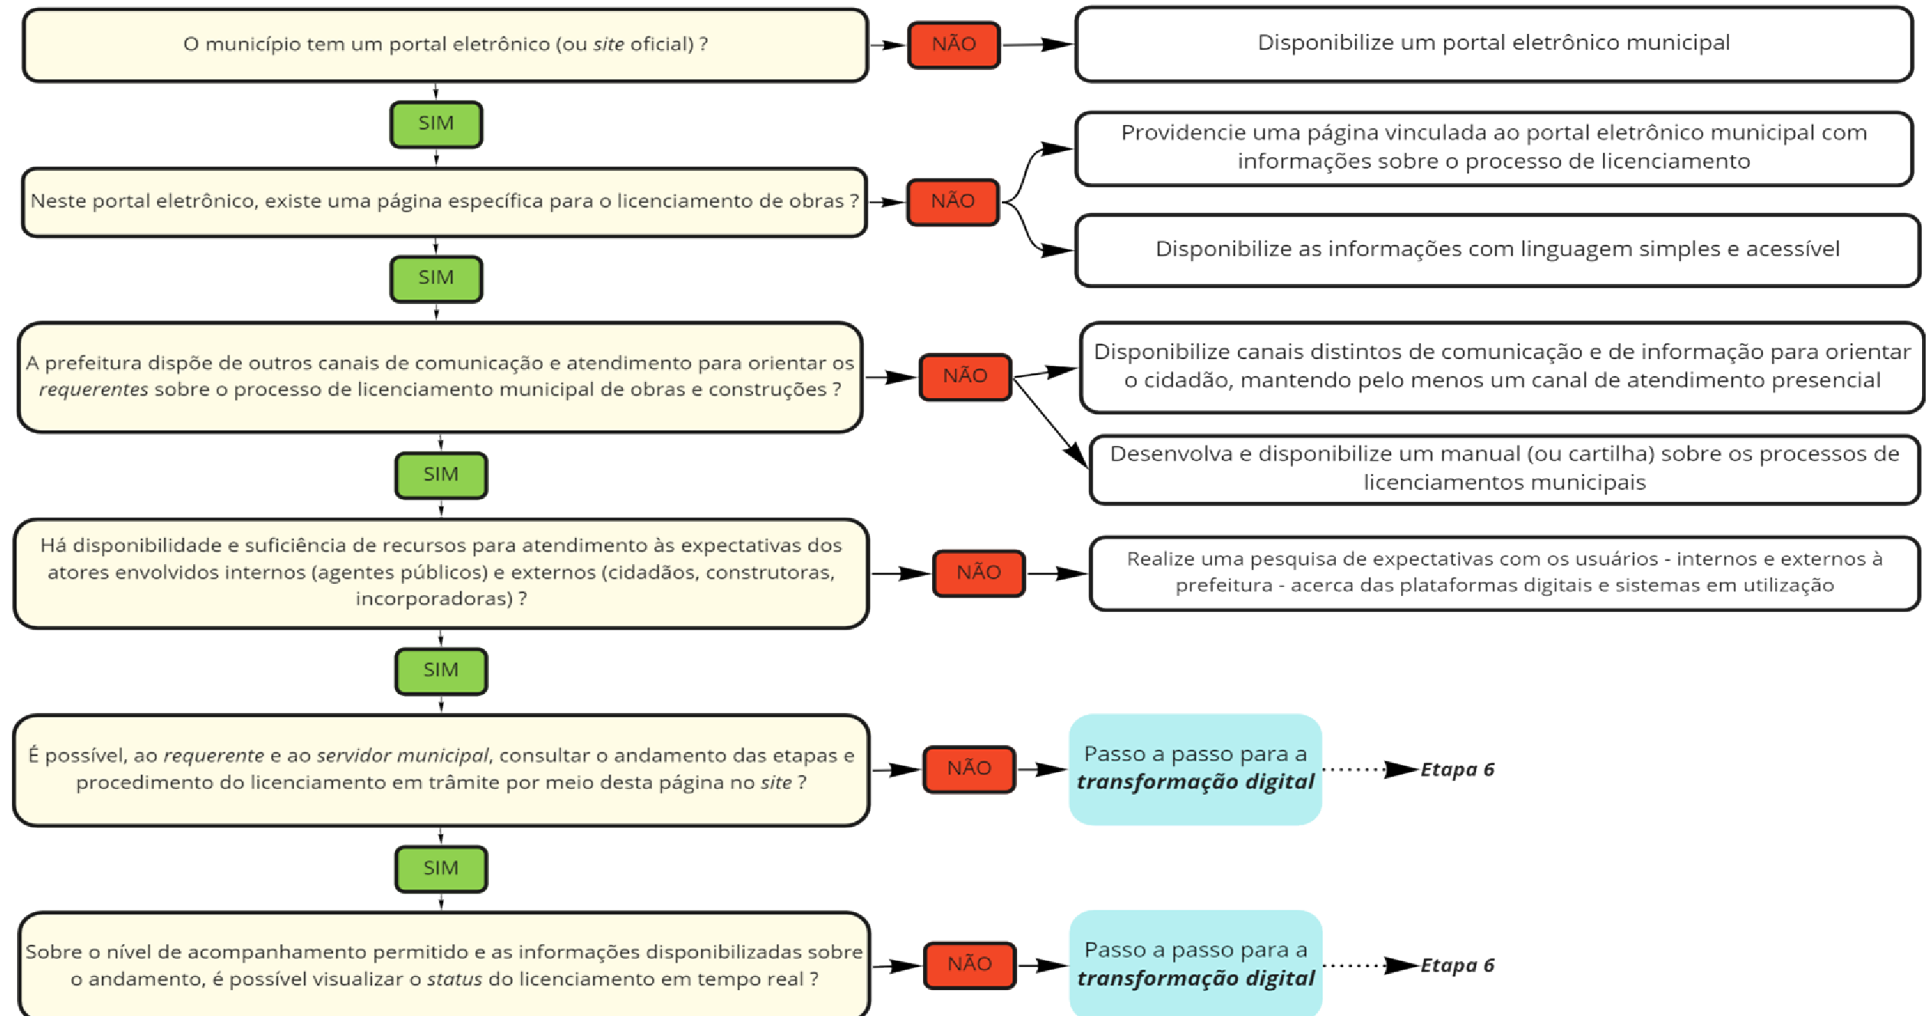 O município tem um portal eletrônico (ou site oficial) ?
NÃO
Disponibilize um portal eletrônico municipal
SIM
Neste portal eletrônico, existe uma página específica para o licenciamento de obras ?
NÃO
Providencie uma página vinculada ao portal eletrônico municipal com
informações sobre o processo de licenciamento
Disponibilize as informações com linguagem simples e acessível
SIM
A prefeitura dispõe de outros canais de comunicação e atendimento para orientar os
requerentes sobre o processo de licenciamento municipal de obras e construções ?
NÃO
Disponibilize canais distintos de comunicação e de informação para orientar
o cidadão, mantendo pelo menos um canal de atendimento presencial
Desenvolva e disponibilize um manual (ou cartilha) sobre os processos de
licenciamentos municipais
SIM
Há disponibilidade e suficiência de recursos para atendimento às expectativas dos
atores envolvidos internos (agentes públicos) e externos (cidadãos, construtoras,
incorporadoras) ?
NÃO
Realize uma pesquisa de expectativas com os usuários - internos e externos à
prefeitura - acerca das plataformas digitais e sistemas em utilização
SIM
É possível, ao requerente e ao servidor municipal, consultar o andamento das etapas e
procedimento do licenciamento em trâmite por meio desta página no site ?
NÃO
Passo a passo para a
transformação digital
Etapa 6
SIM
Sobre o nível de acompanhamento permitido e as informações disponibilizadas sobre
o andamento, é possível visualizar o status do licenciamento em tempo real ?
NÃO
Passo a passo para a
transformação digital
Etapa 6